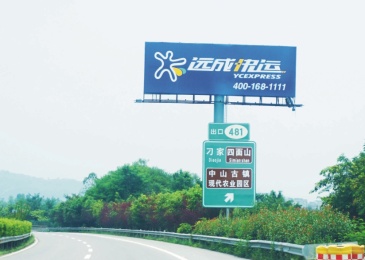 远成快运
YCEXPRESS
400-168-1111
出口 481
刁家 四面山
Diaojia Simianshan
中山古镇
现代农业园区